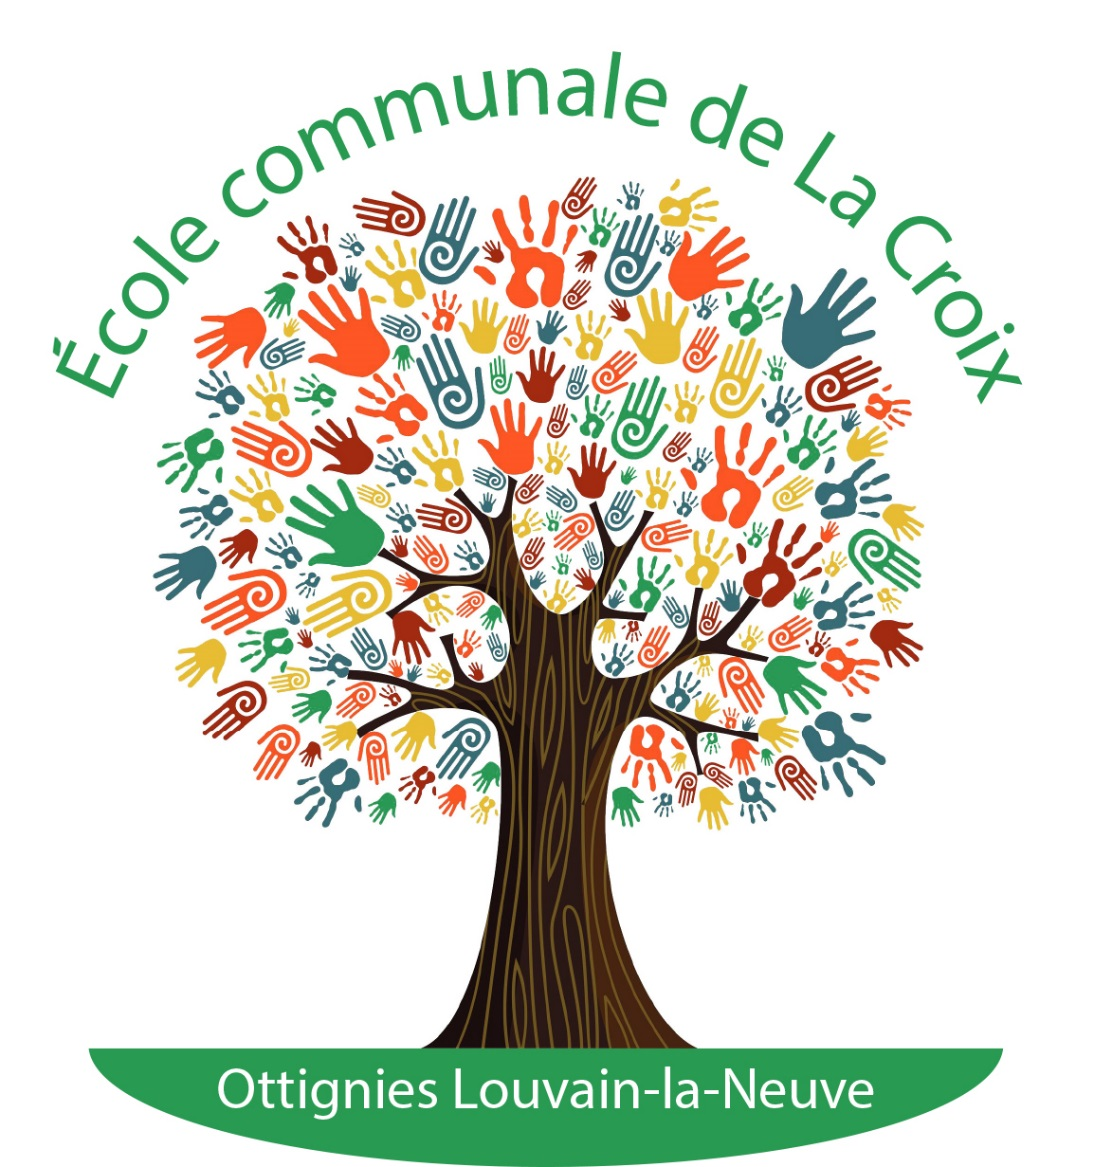 École communale de La Croix
Ottignies Louvain-la-Neuve